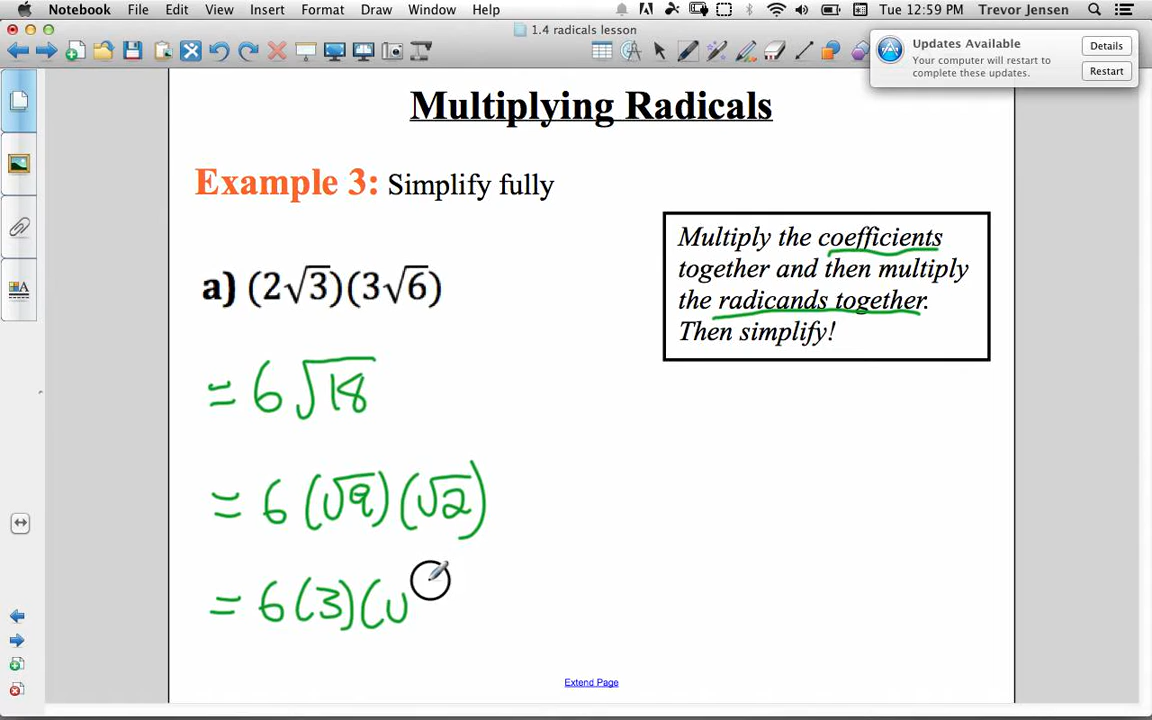 Notebook File Edit View Insert Format Draw Window Help Tue 12:59 PM Trevor Jensen
1.4 radicals lesson
Updates Available
Your computer will restart to
complete these updates.
Details
Restart
Multiplying Radicals
Example 3: Simplify fully
Multiply the coefficients
together and then multiply
the radicands together.
Then simplify!
a) (2√3)(3√6)
= 6√18
= 6(√9)(√2)
= 6(3)(√
Extend Page